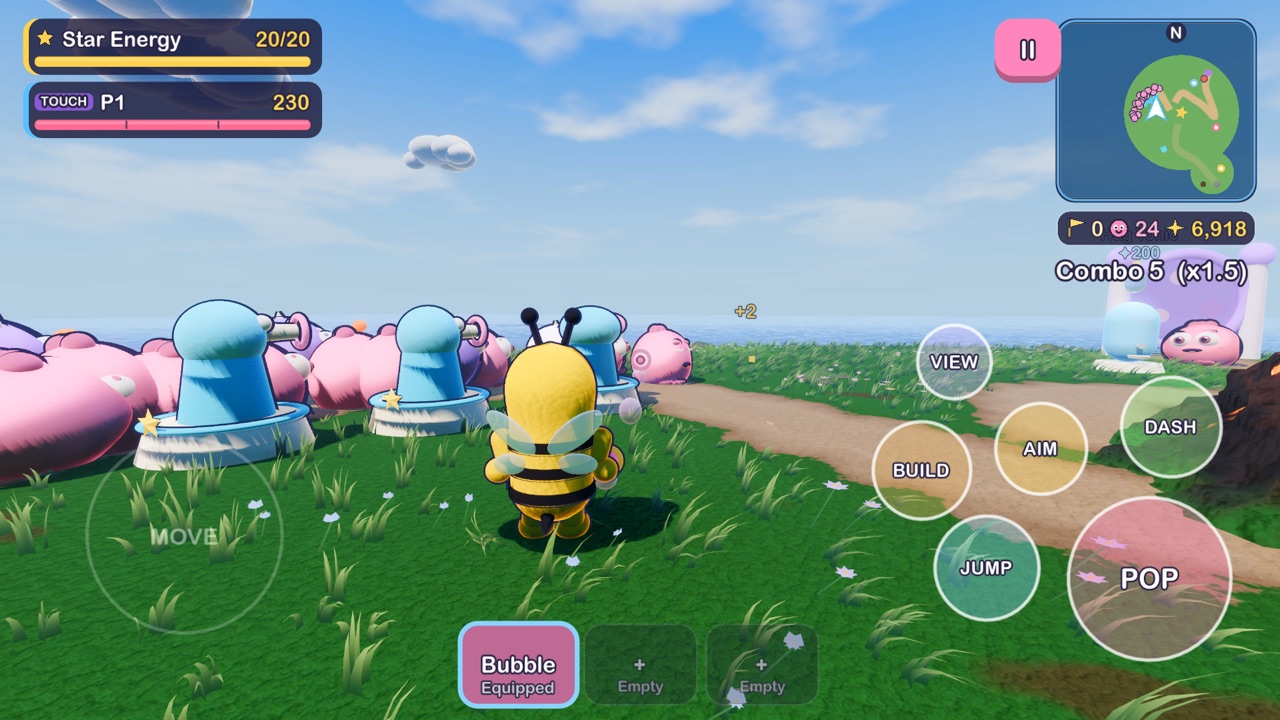 Star Energy 20/20
TOUCH P1 230
N
0 24 6,918
+200
Combo 5 (x1.5)
+2
VIEW
DASH
AIM
BUILD
MOVE
JUMP
POP
Bubble
Equipped
+
Empty
+
Empty